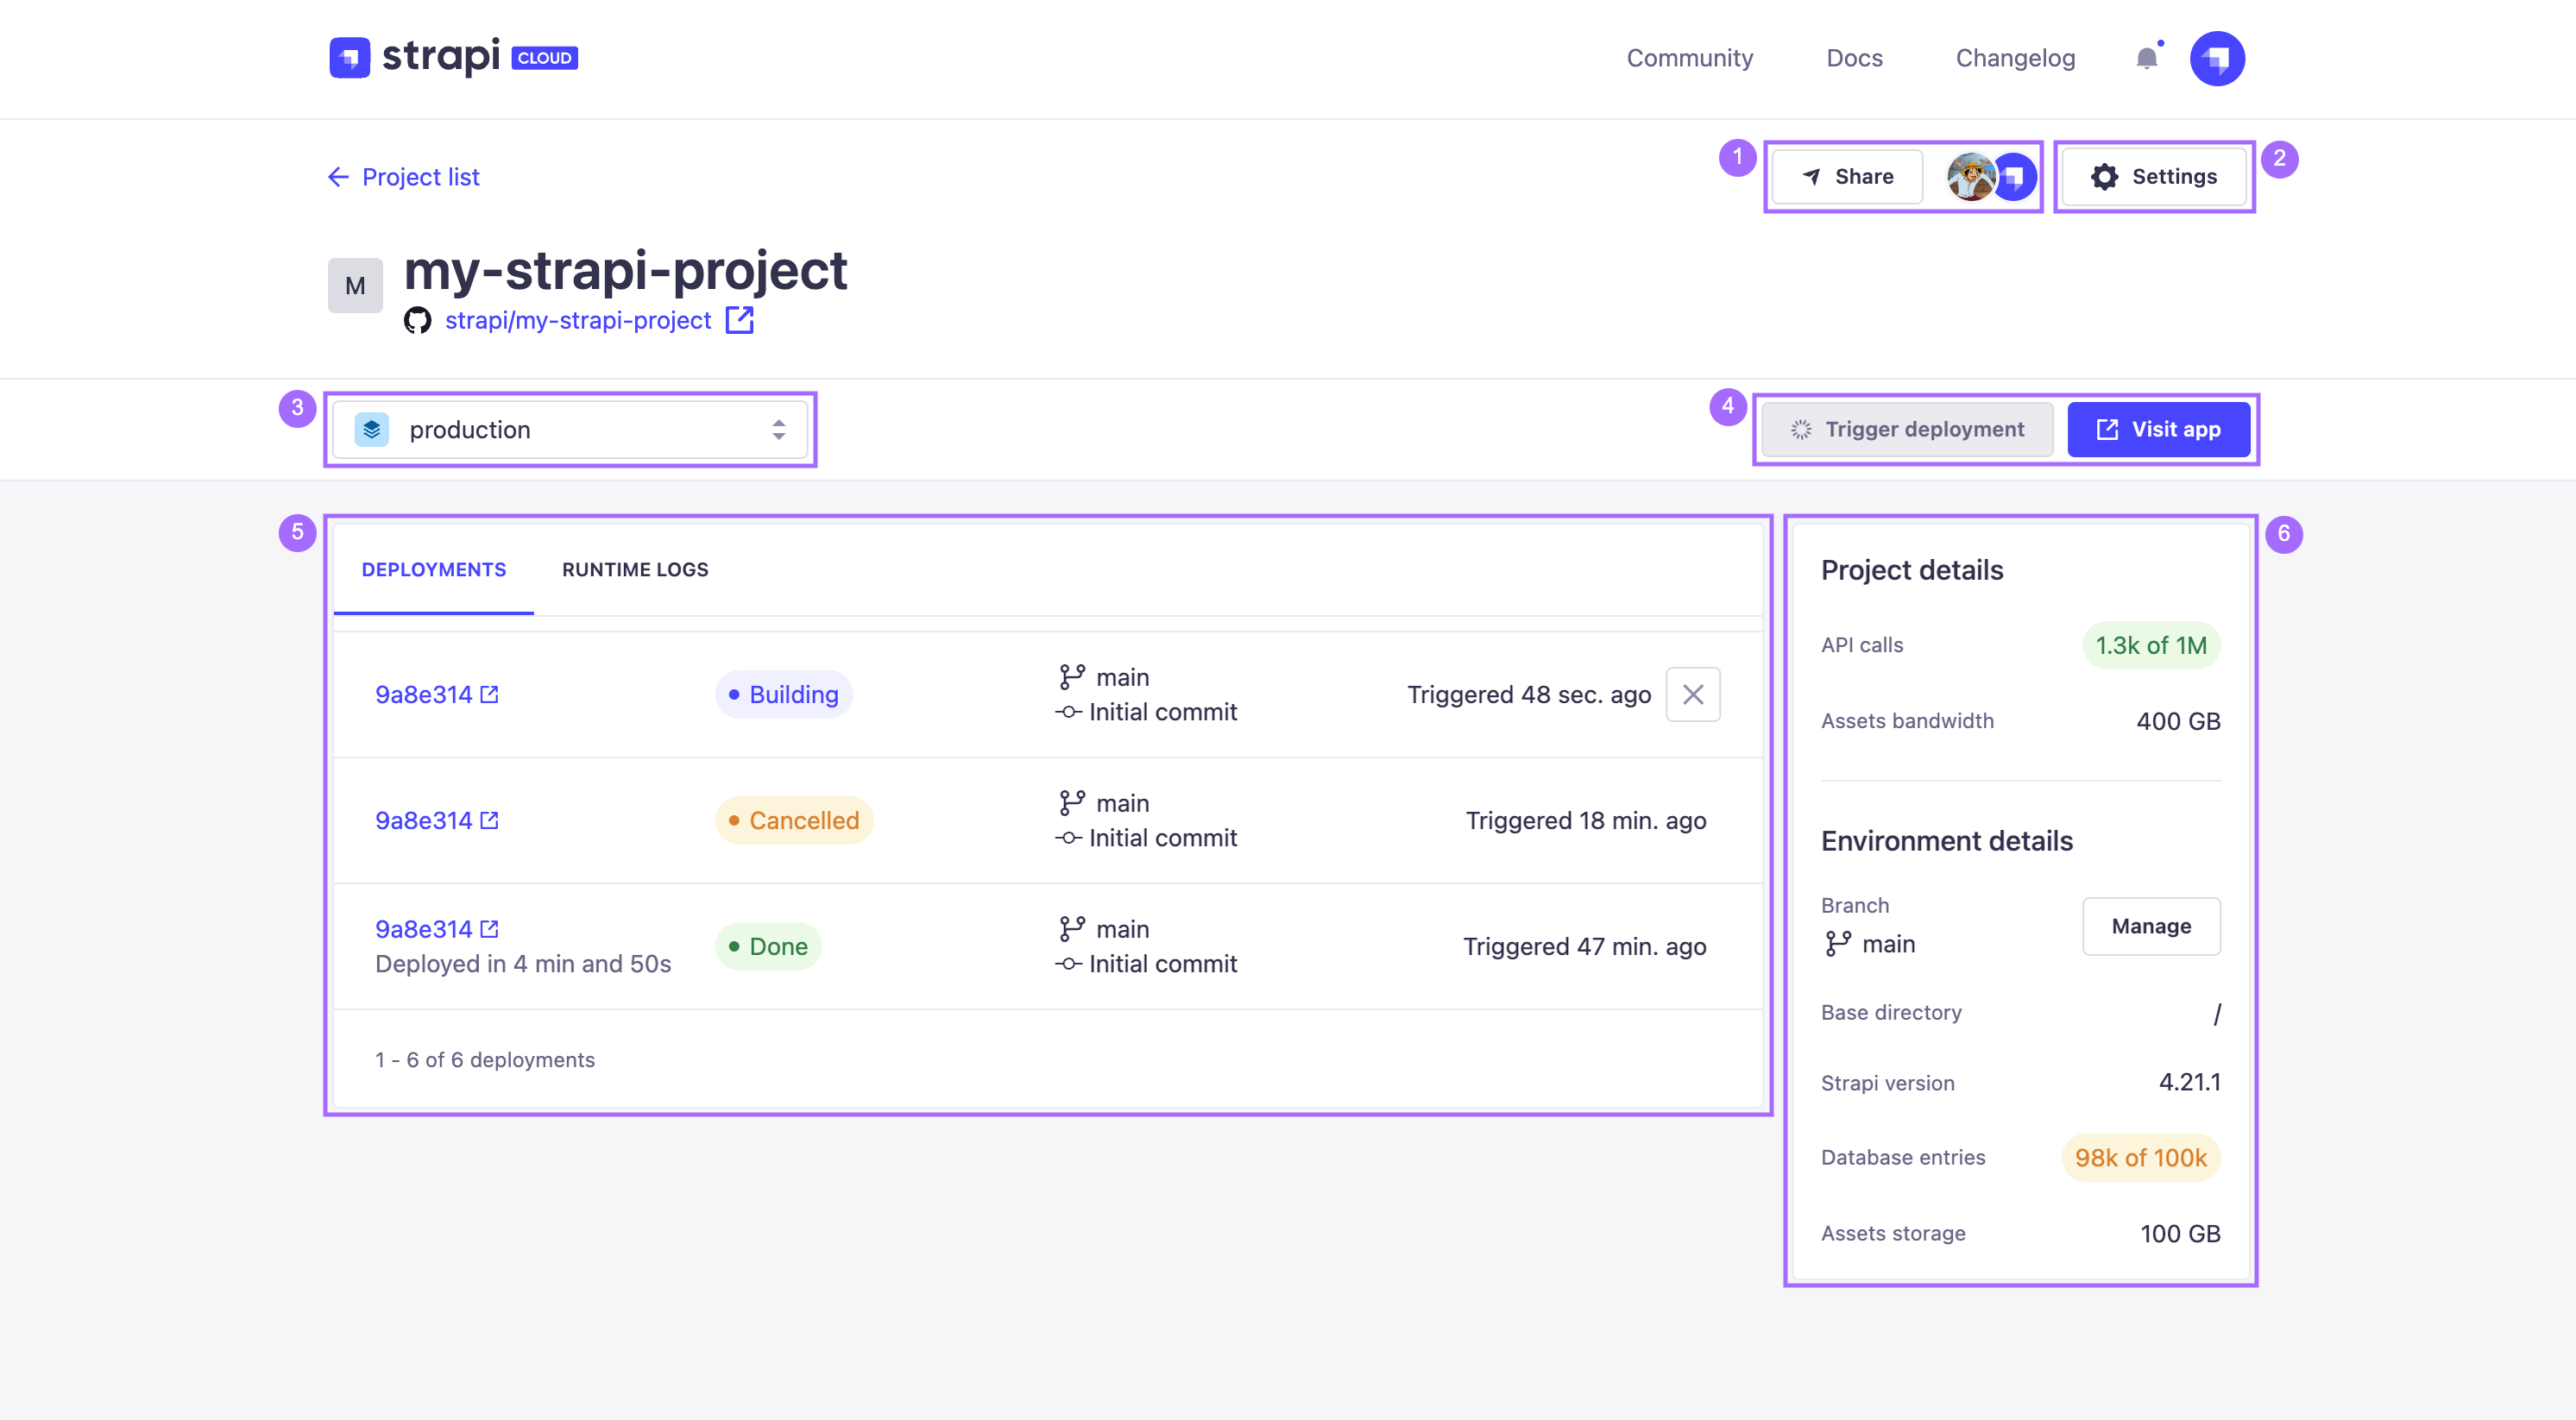 strapi CLOUD
Community Docs Changelog
Project list
1 Share Settings 2
M
my-strapi-project
strapi/my-strapi-project
3 production
4 Trigger deployment Visit app
5
DEPLOYMENTS RUNTIME LOGS
9a8e314 Building main Triggered 48 sec. ago
Initial commit
9a8e314 Cancelled main Triggered 18 min. ago
Initial commit
9a8e314 Done main Triggered 47 min. ago
Deployed in 4 min and 50s Initial commit
1 - 6 of 6 deployments
6
Project details
API calls 1.3k of 1M
Assets bandwidth 400 GB
Environment details
Branch
main
Manage
Base directory /
Strapi version 4.21.1
Database entries 98k of 100k
Assets storage 100 GB